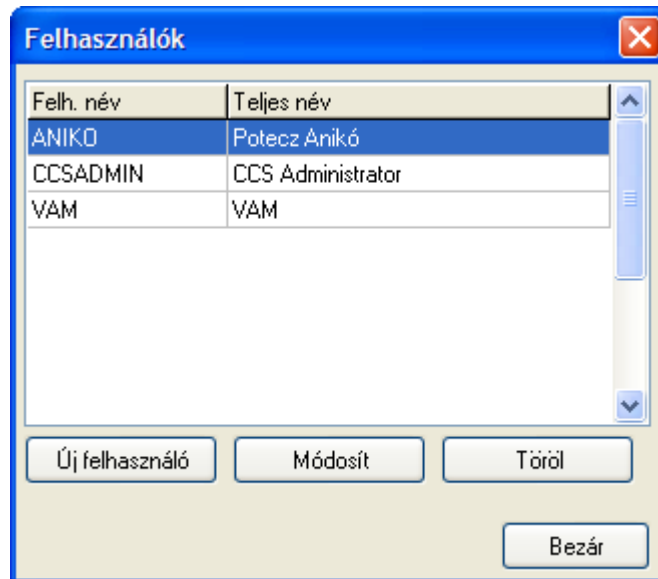 Felhasználók
Felh. név Teljes név
ANIKO Potecz Anikó
CCSADMIN CCS Administrator
VAM VAM
Új felhasználó Módosít Töröl
Bezár